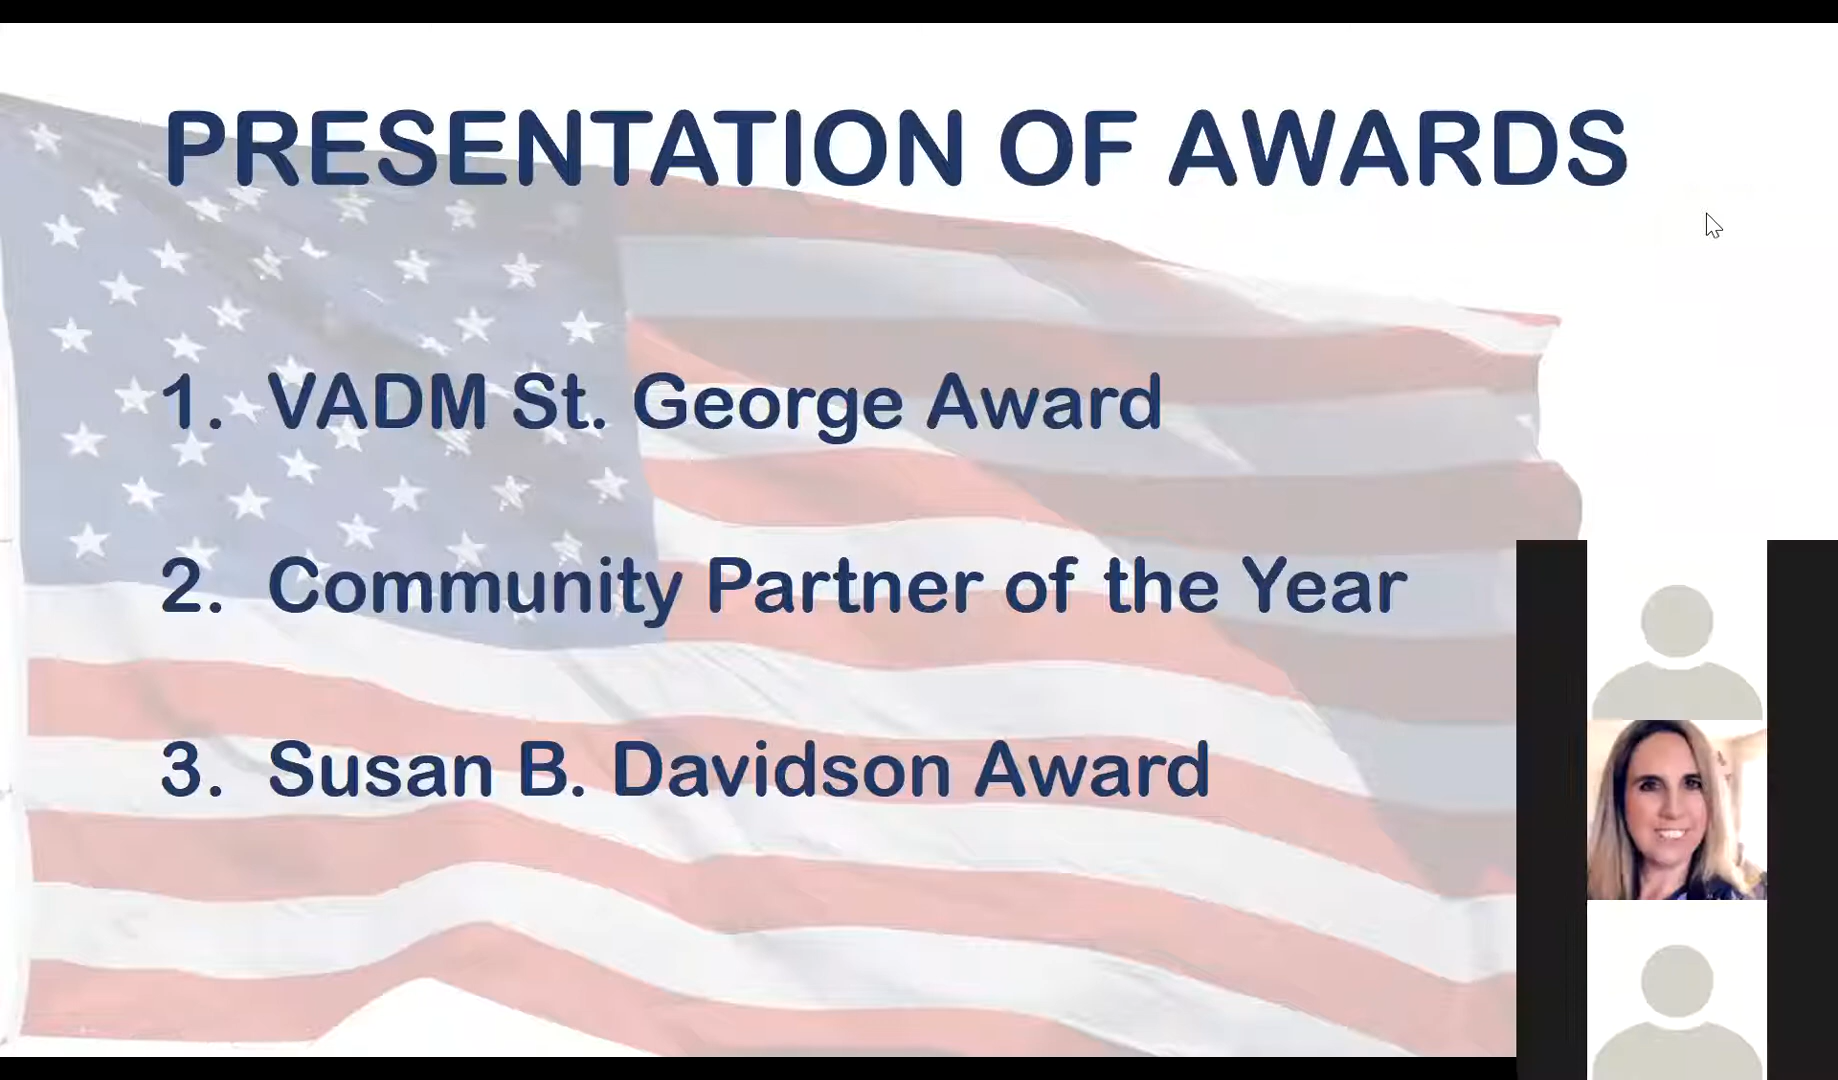 PRESENTATION OF AWARDS
1. VADM St. George Award
2. Community Partner of the Year
3. Susan B. Davidson Award